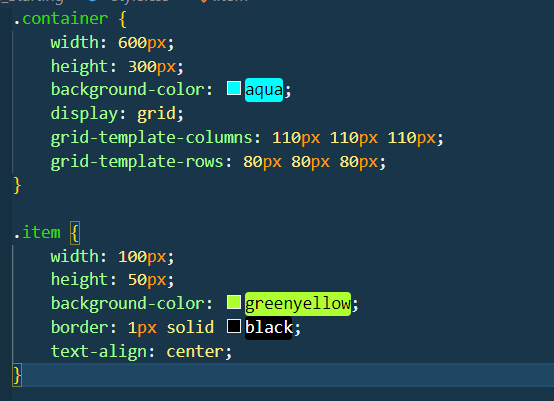 .container {
    width: 600px;
    height: 300px;
    background-color: aqua;
    display: grid;
    grid-template-columns: 110px 110px 110px;
    grid-template-rows: 80px 80px 80px;
}

.item {
    width: 100px;
    height: 50px;
    background-color: greenyellow;
    border: 1px solid black;
    text-align: center;
}